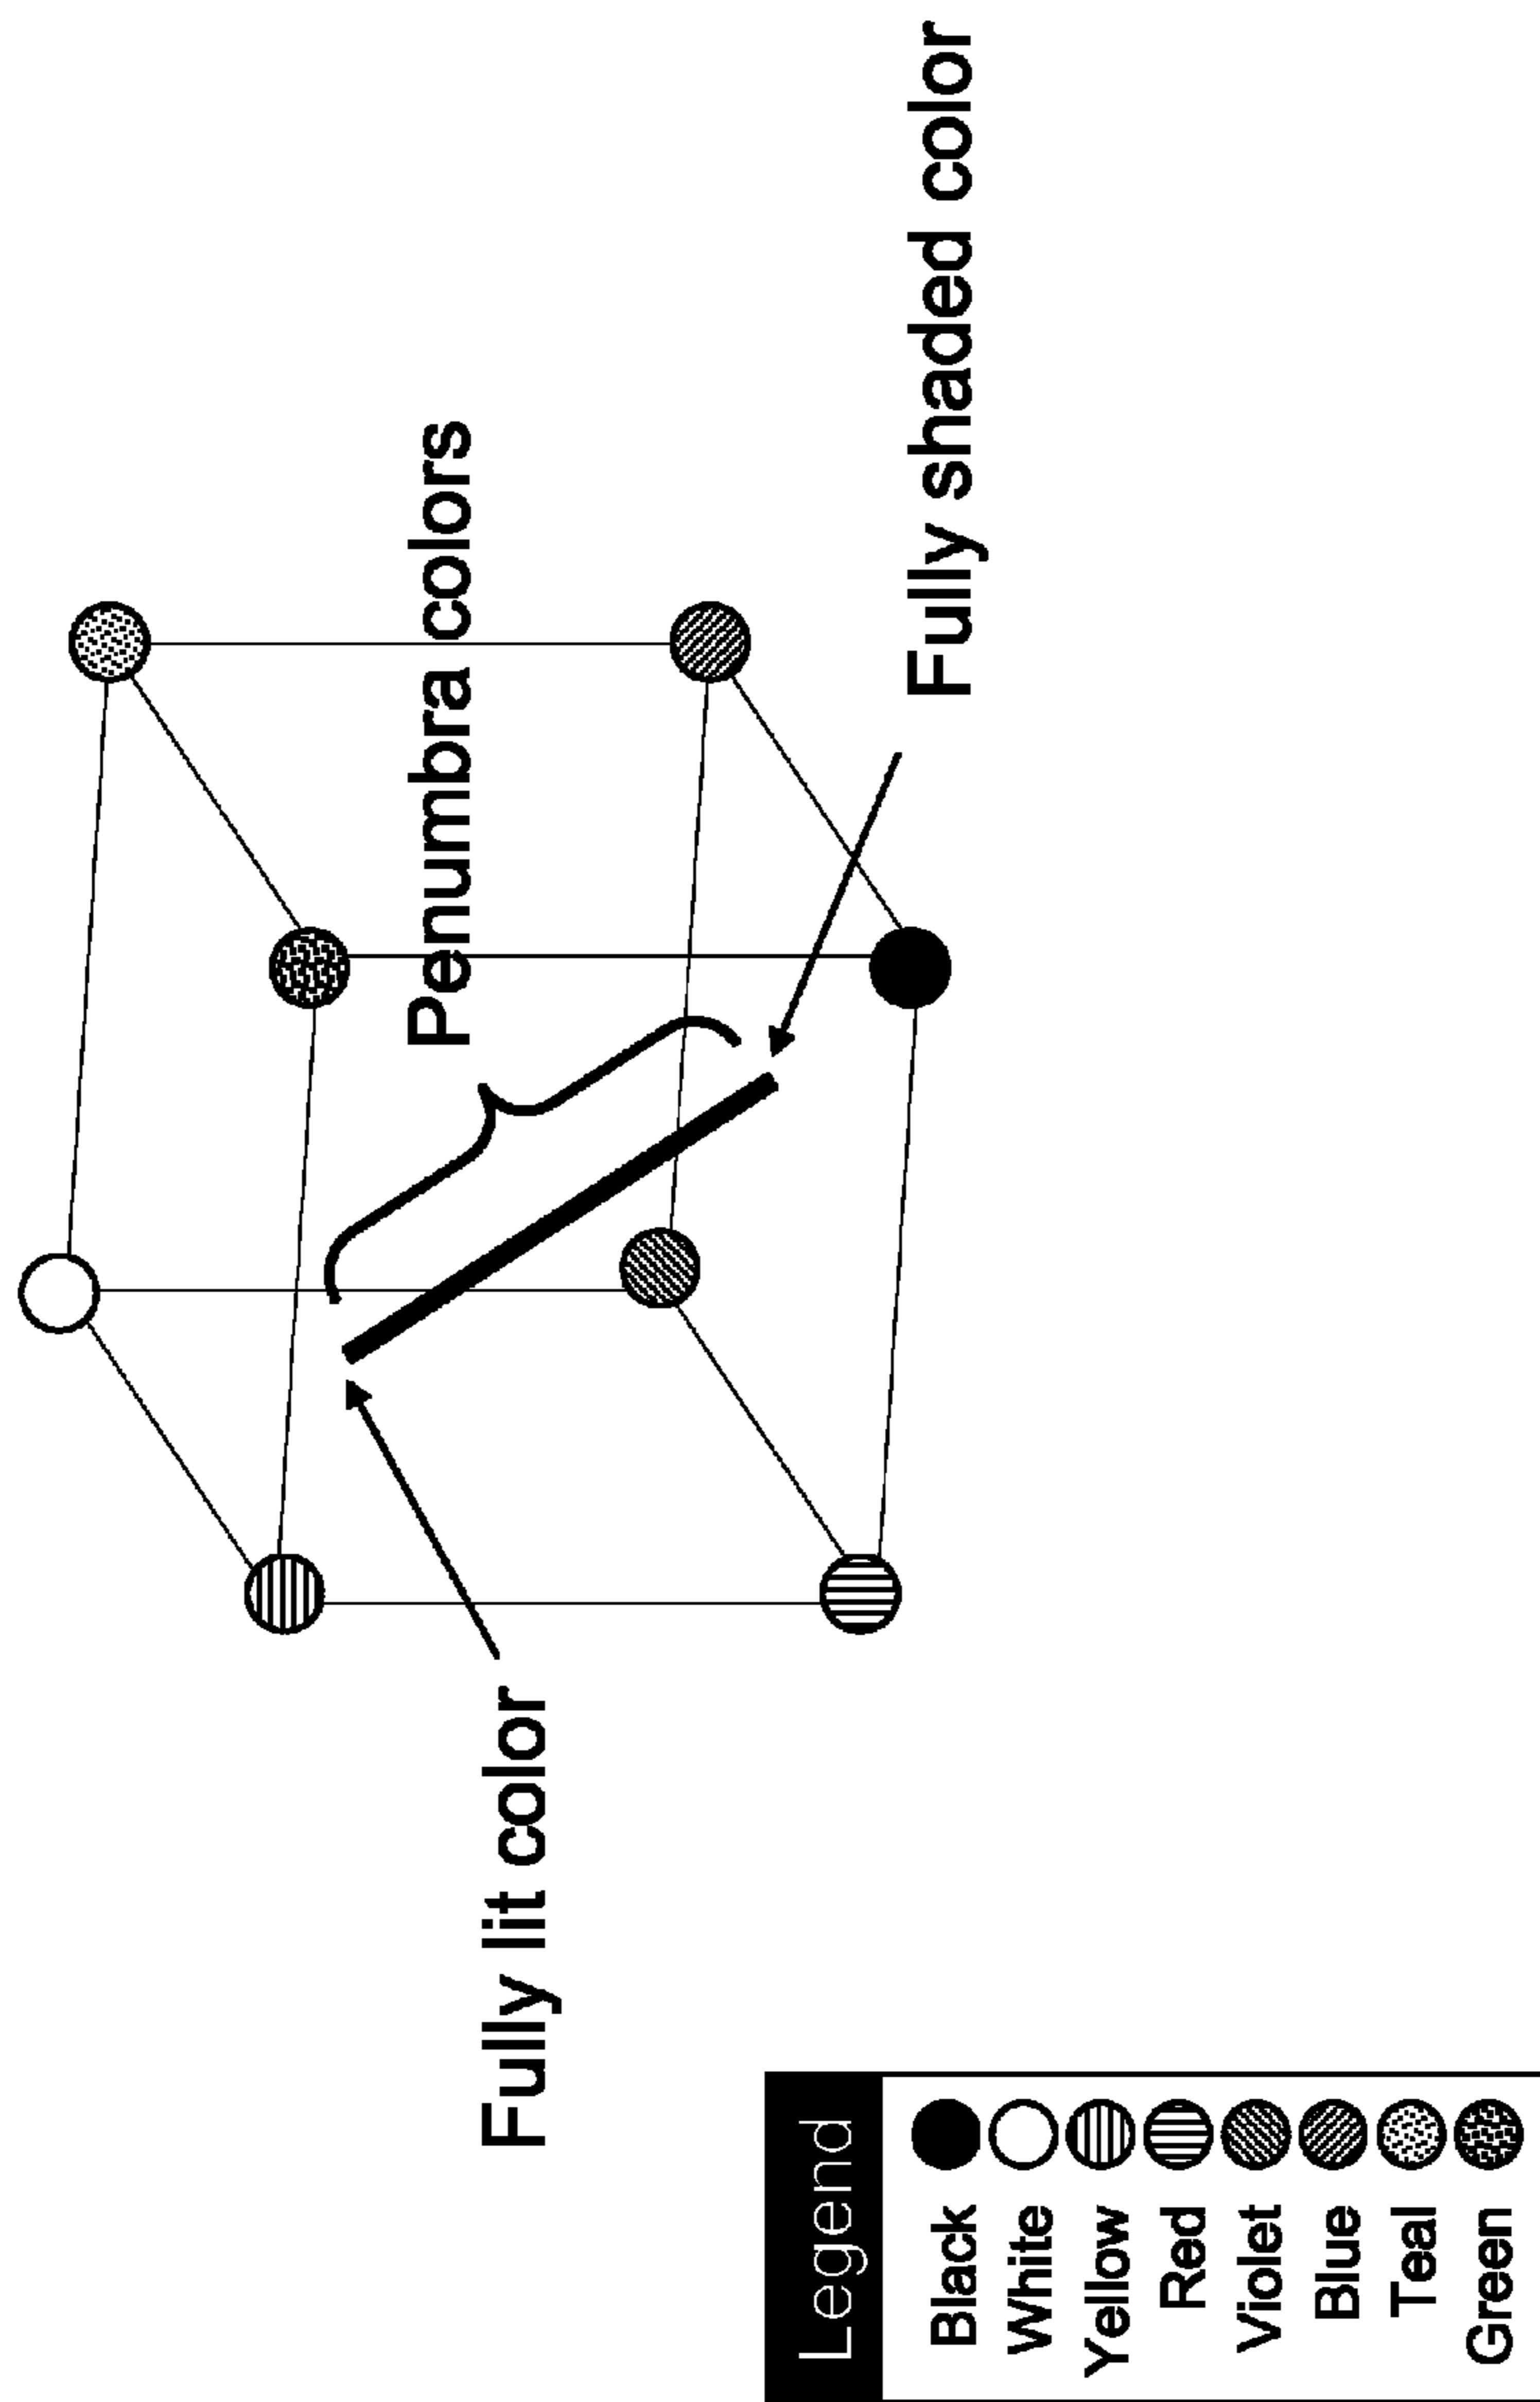 Fully lit color
Penumbra colors
Fully shaded color
Legend
Black
White
Yellow
Red
Violet
Blue
Teal
Green